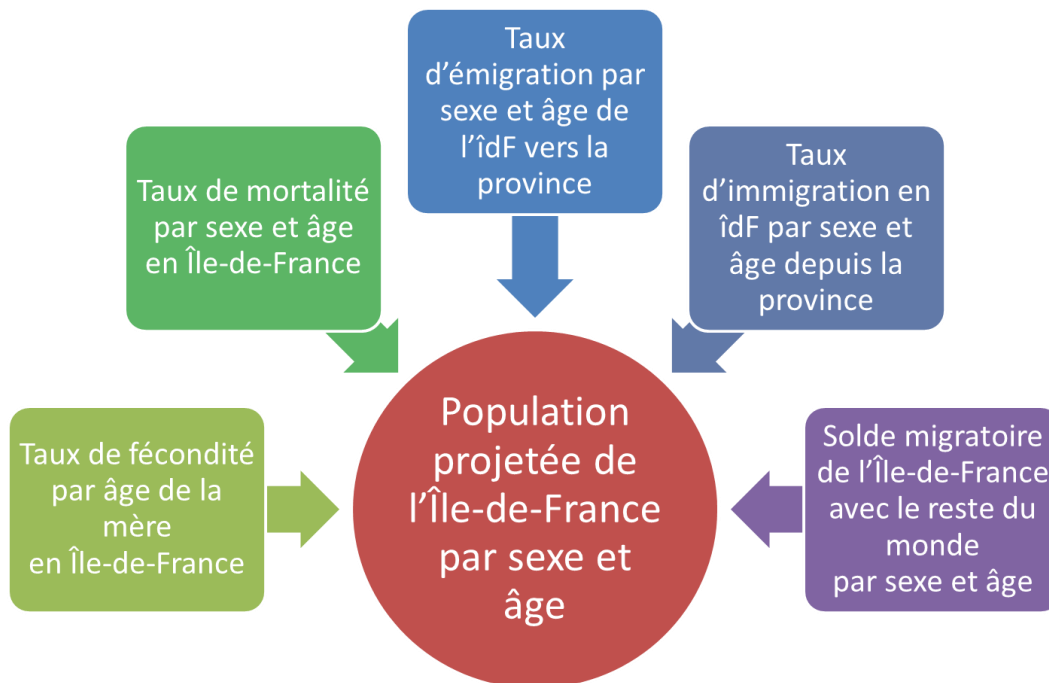 Taux
d'émigration par
sexe et âge de
l'îdF vers la
province
Taux de mortalité
par sexe et âge
en Île-de-France
Taux
d'immigration en
îdF par sexe et
âge depuis la
province
Taux de fécondité
par âge de la
mère
en Île-de-France
Population
projetée de
l'Île-de-France
par sexe et
âge
Solde migratoire
de l'Île-de-France
avec le reste du
monde
par sexe et âge